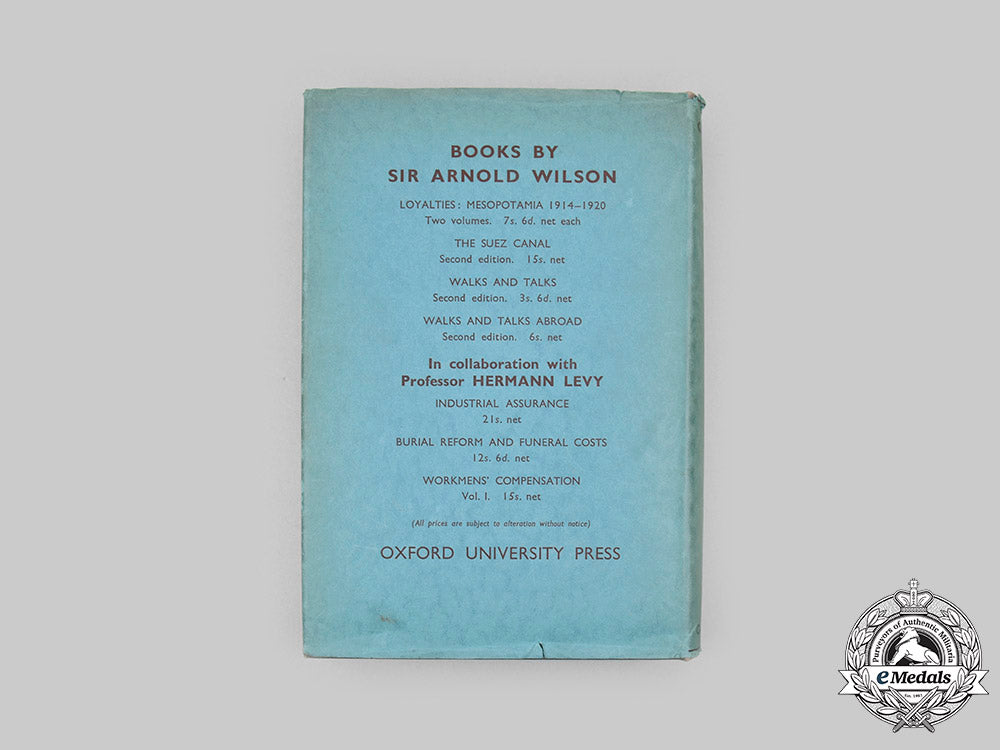 BOOKS BY
SIR ARNOLD WILSON
LOYALTIES: MESOPOTAMIA 1914–1920
Two volumes. 7s. 6d. net each
THE SUEZ CANAL
Second edition. 15s. net
WALKS AND TALKS
Second edition. 3s. 6d. net
WALKS AND TALKS ABROAD
Second edition. 6s. net
In collaboration with
Professor HERMANN LEVY
INDUSTRIAL ASSURANCE
21s. net
BURIAL REFORM AND FUNERAL COSTS
12s. 6d. net
WORKMENS' COMPENSATION
Vol. I. 15s. net
(All prices are subject to alteration without notice)
OXFORD UNIVERSITY PRESS
Purveyors of Authentic Militaria
eMedals